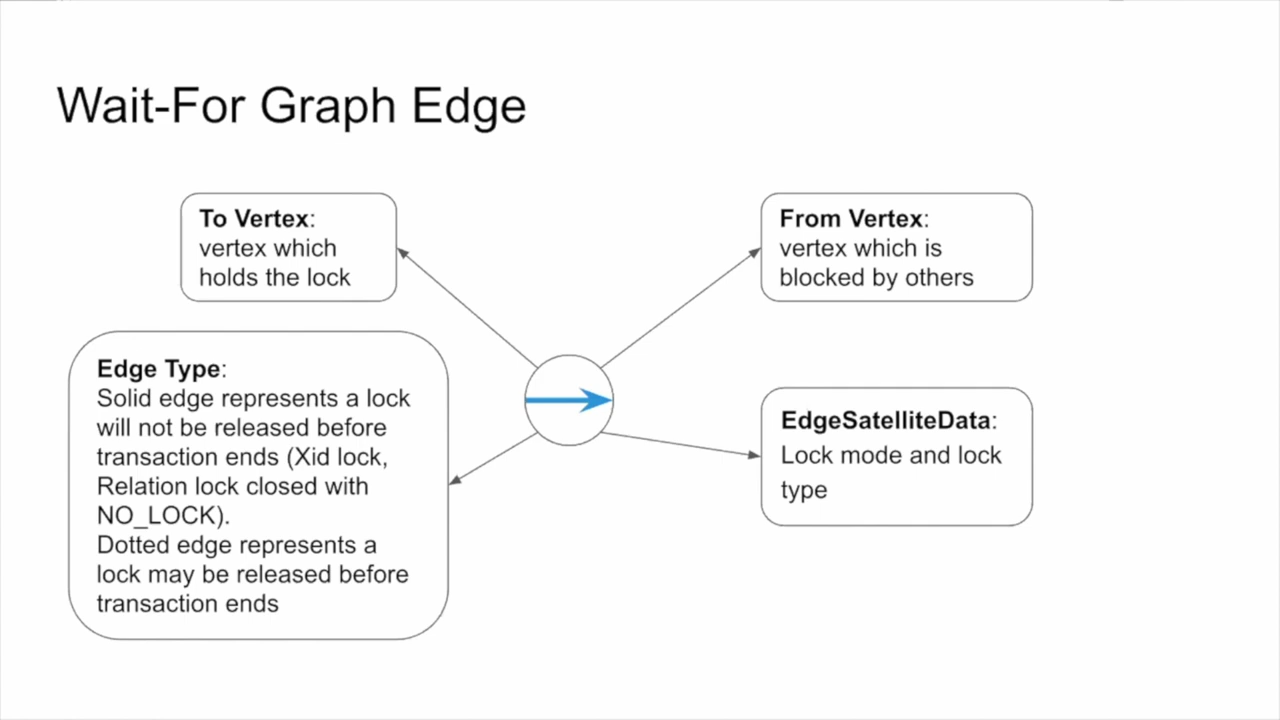 Wait-For Graph Edge
To Vertex:
vertex which
holds the lock
From Vertex:
vertex which is
blocked by others
Edge Type:
Solid edge represents a lock
will not be released before
transaction ends (Xid lock,
Relation lock closed with
NO_LOCK).
Dotted edge represents a
lock may be released before
transaction ends
EdgeSatelliteData:
Lock mode and lock
type